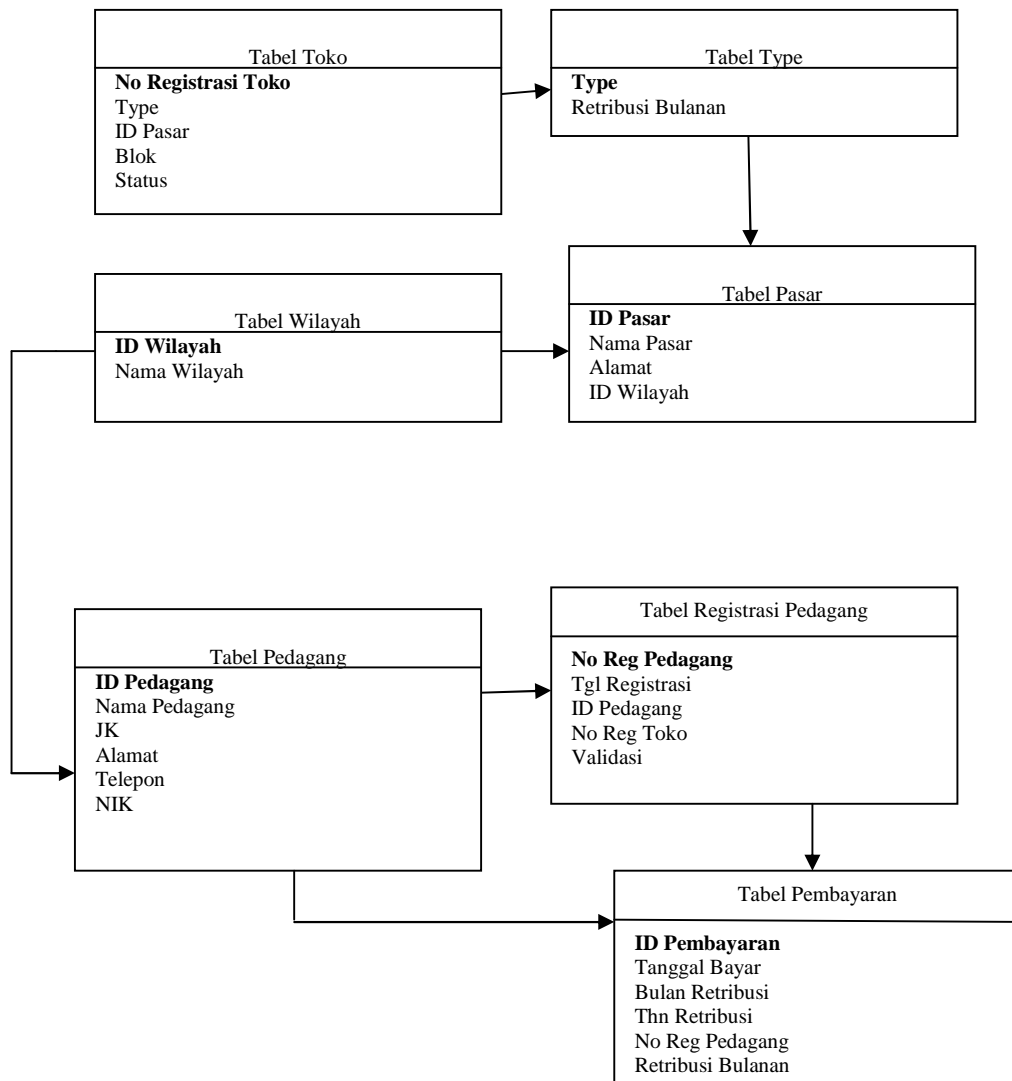 Tabel Toko
No Registrasi Toko
Type
ID Pasar
Blok
Status
Tabel Type
Type
Retribusi Bulanan
Tabel Wilayah
ID Wilayah
Nama Wilayah
Tabel Pasar
ID Pasar
Nama Pasar
Alamat
ID Wilayah
Tabel Pedagang
ID Pedagang
Nama Pedagang
JK
Alamat
Telepon
NIK
Tabel Registrasi Pedagang
No Reg Pedagang
Tgl Registrasi
ID Pedagang
No Reg Toko
Validasi
Tabel Pembayaran
ID Pembayaran
Tanggal Bayar
Bulan Retribusi
Thn Retribusi
No Reg Pedagang
Retribusi Bulanan